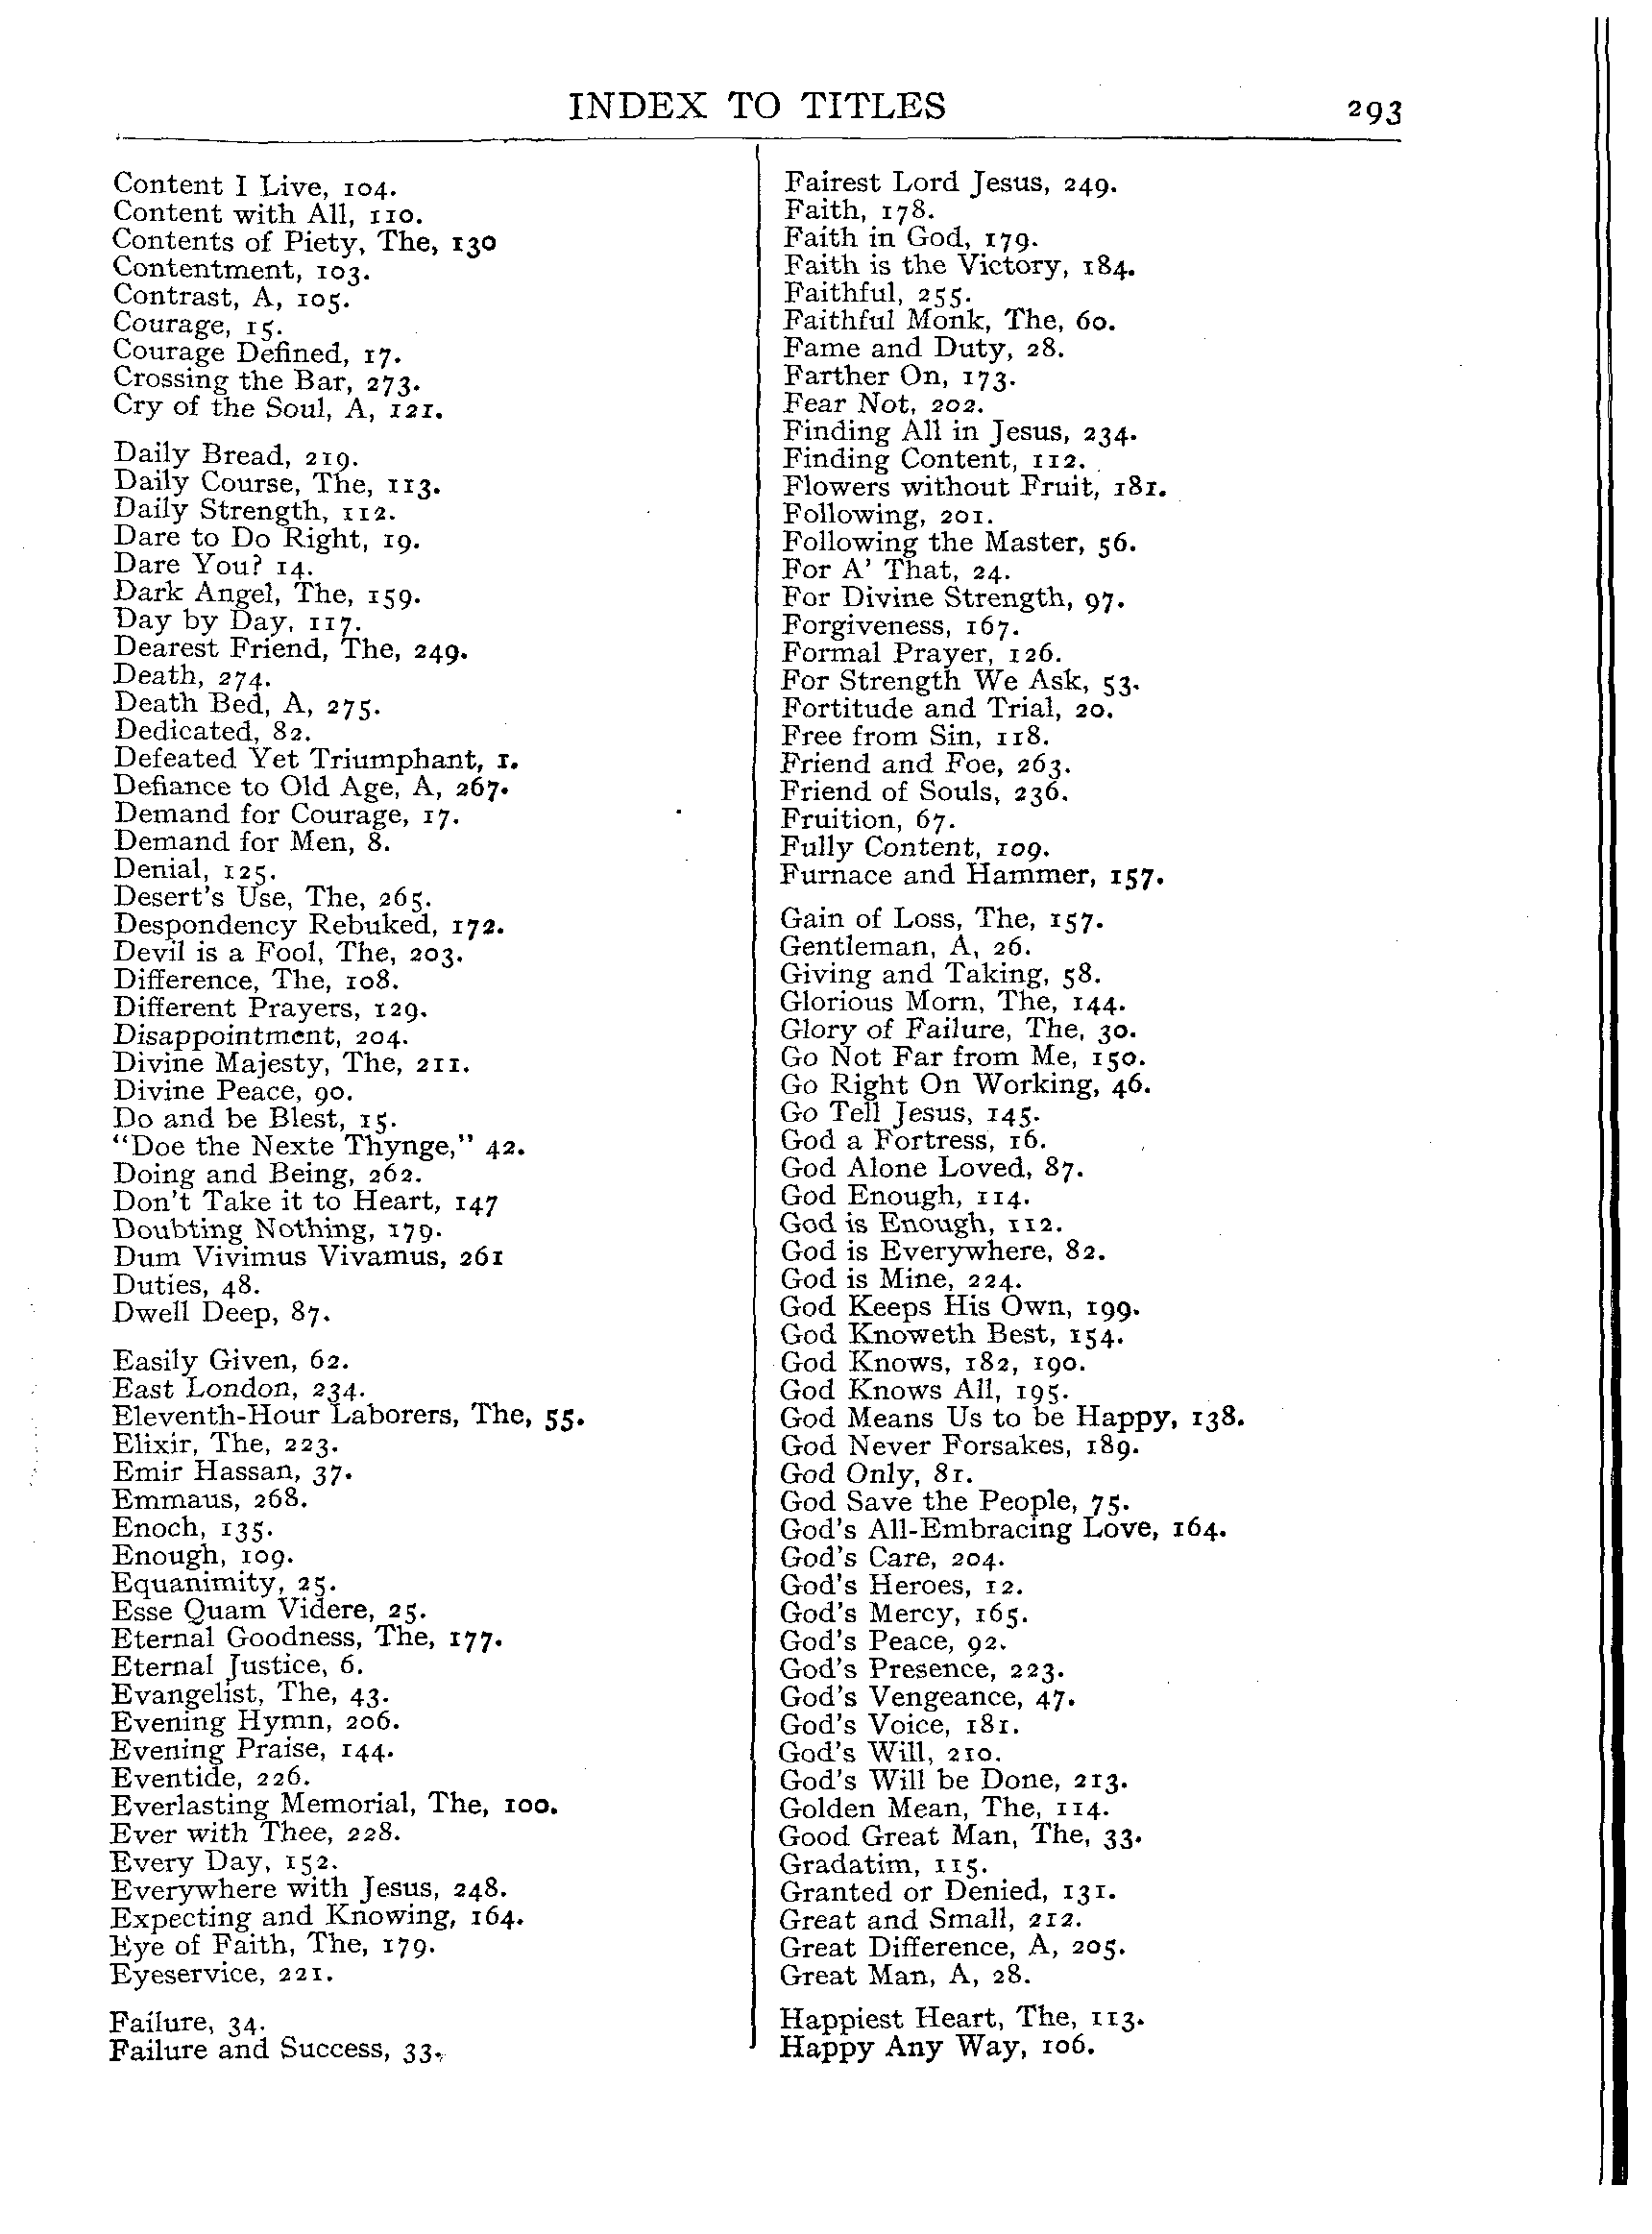 INDEX TO TITLES 293
Content I Live, 104.
Content with All, 110.
Contents of Piety, The, 130
Contentment, 103.
Contrast, A, 105.
Courage, 15.
Courage Defined, 17.
Crossing the Bar, 273.
Cry of the Soul, A, 121.
Daily Bread, 219.
Daily Course, The, 113.
Daily Strength, 112.
Dare to Do Right, 19.
Dare You? 14.
Dark Angel, The, 159.
Day by Day, 117.
Dearest Friend, The, 249.
Death, 274.
Death Bed, A, 275.
Dedicated, 82.
Defeated Yet Triumphant, 1.
Defiance to Old Age, A, 267.
Demand for Courage, 17.
Demand for Men, 8.
Denial, 125.
Desert's Use, The, 265.
Despondency Rebuked, 172.
Devil is a Fool, The, 203.
Difference, The, 108.
Different Prayers, 129.
Disappointment, 204.
Divine Majesty, The, 211.
Divine Peace, 90.
Do and be Blest, 15.
"Doe the Nexte Thynge," 42.
Doing and Being, 262.
Don't Take it to Heart, 147
Doubting Nothing, 179.
Dum Vivimus Vivamus, 261
Duties, 48.
Dwell Deep, 87.
Easily Given, 62.
East London, 234.
Eleventh-Hour Laborers, The, 55.
Elixir, The, 223.
Emir Hassan, 37.
Emmaus, 268.
Enoch, 135.
Enough, 109.
Equanimity, 25.
Esse Quam Videre, 25.
Eternal Goodness, The, 177.
Eternal Justice, 6.
Evangelist, The, 43.
Evening Hymn, 206.
Evening Praise, 144.
Eventide, 226.
Everlasting Memorial, The, 100.
Ever with Thee, 228.
Every Day, 152.
Everywhere with Jesus, 248.
Expecting and Knowing, 164.
Eye of Faith, The, 179.
Eyeservice, 221.
Failure, 34.
Failure and Success, 33.
Fairest Lord Jesus, 249.
Faith, 178.
Faith in God, 179.
Faith is the Victory, 184.
Faithful, 255.
Faithful Monk, The, 60.
Fame and Duty, 28.
Farther On, 173.
Fear Not, 202.
Finding All in Jesus, 234.
Finding Content, 112.
Flowers without Fruit, 181.
Following, 201.
Following the Master, 56.
For A' That, 24.
For Divine Strength, 97.
Forgiveness, 167.
Formal Prayer, 126.
For Strength We Ask, 53.
Fortitude and Trial, 20.
Free from Sin, 118.
Friend and Foe, 263.
Friend of Souls, 236.
Fruition, 67.
Fully Content, 109.
Furnace and Hammer, 157.
Gain of Loss, The, 157.
Gentleman, A, 26.
Giving and Taking, 58.
Glorious Morn, The, 144.
Glory of Failure, The, 30.
Go Not Far from Me, 150.
Go Right On Working, 46.
Go Tell Jesus, 145.
God a Fortress, 16.
God Alone Loved, 87.
God Enough, 114.
God is Enough, 112.
God is Everywhere, 82.
God is Mine, 224.
God Keeps His Own, 199.
God Knoweth Best, 154.
God Knows, 182, 190.
God Knows All, 195.
God Means Us to be Happy, 138.
God Never Forsakes, 189.
God Only, 81.
God Save the People, 75.
God's All-Embracing Love, 164.
God's Care, 204.
God's Heroes, 12.
God's Mercy, 165.
God's Peace, 92.
God's Presence, 223.
God's Vengeance, 47.
God's Voice, 181.
God's Will, 210.
God's Will be Done, 213.
Golden Mean, The, 114.
Good Great Man, The, 33.
Gradatim, 115.
Granted or Denied, 131.
Great and Small, 212.
Great Difference, A, 205.
Great Man, A, 28.
Happiest Heart, The, 113.
Happy Any Way, 106.